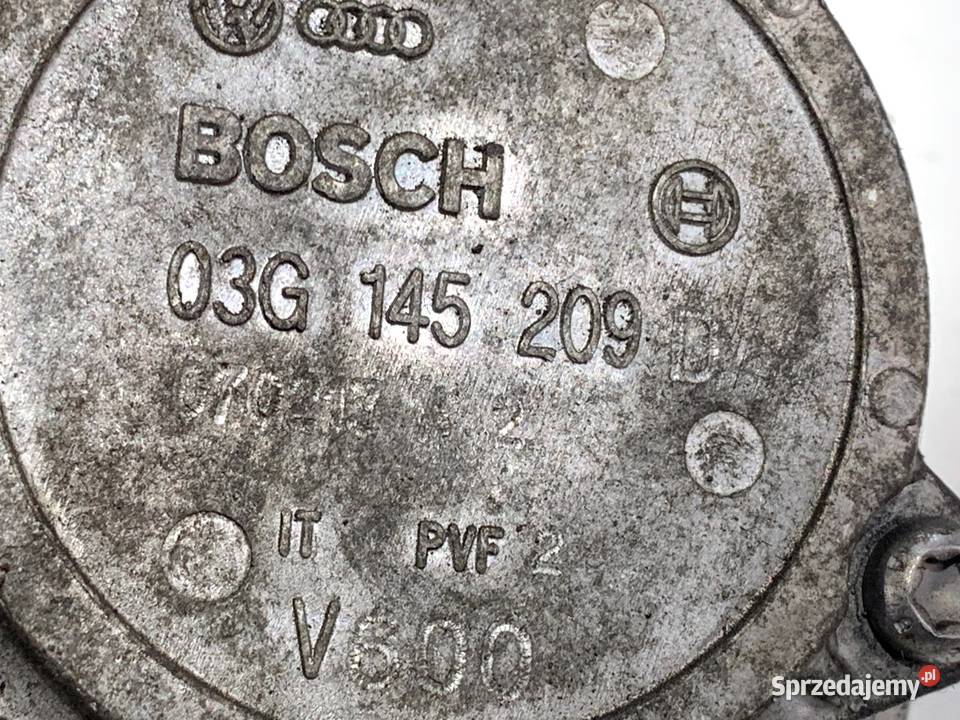 BOSCH
03G 145 209 D
IT PVF 2
V600
Sprzedajemy.pl